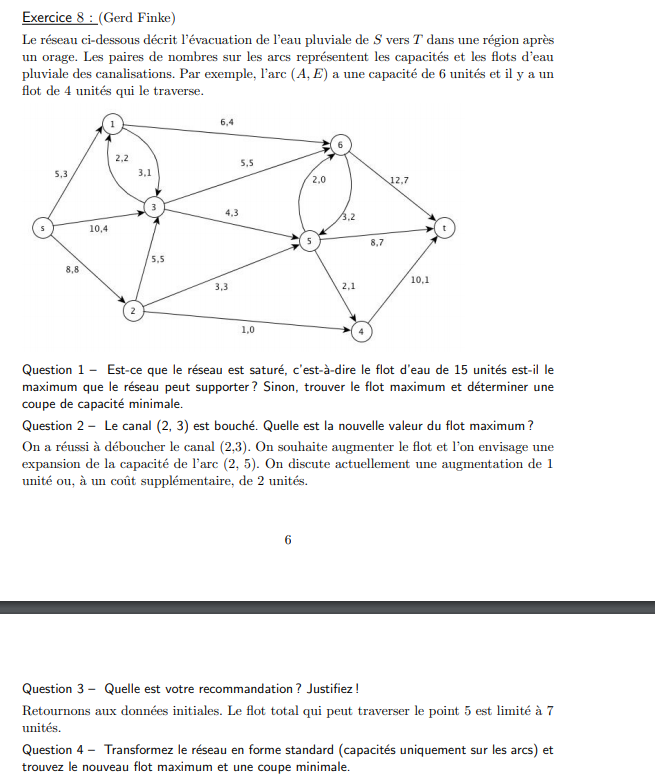 Exercice 8 : (Gerd Finke)
Le réseau ci-dessous décrit l'évacuation de l'eau pluviale de S vers T dans une région après
un orage. Les paires de nombres sur les arcs représentent les capacités et les flots d'eau
pluviale des canalisations. Par exemple, l'arc (A, E) a une capacité de 6 unités et il y a un
flot de 4 unités qui le traverse.
1
6,4
6
2,2
5,5
5,3
3,1
2,0
12,7
3
4,3
3,2
s
10,4
t
5
8,7
5,5
8,8
3,3
2,1
10,1
2
1,0
4
Question 1 – Est-ce que le réseau est saturé, c'est-à-dire le flot d'eau de 15 unités est-il le
maximum que le réseau peut supporter ? Sinon, trouver le flot maximum et déterminer une
coupe de capacité minimale.
Question 2 – Le canal (2, 3) est bouché. Quelle est la nouvelle valeur du flot maximum ?
On a réussi à déboucher le canal (2,3). On souhaite augmenter le flot et l'on envisage une
expansion de la capacité de l'arc (2, 5). On discute actuellement une augmentation de 1
unité ou, à un coût supplémentaire, de 2 unités.
6
Question 3 – Quelle est votre recommandation ? Justifiez !
Retournons aux données initiales. Le flot total qui peut traverser le point 5 est limité à 7
unités.
Question 4 – Transformez le réseau en forme standard (capacités uniquement sur les arcs) et
trouvez le nouveau flot maximum et une coupe minimale.